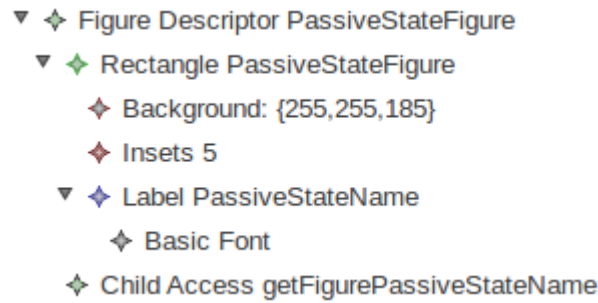 Figure Descriptor PassiveStateFigure
Rectangle PassiveStateFigure
Background: {255,255,185}
Insets 5
Label PassiveStateName
Basic Font
Child Access getFigurePassiveStateName